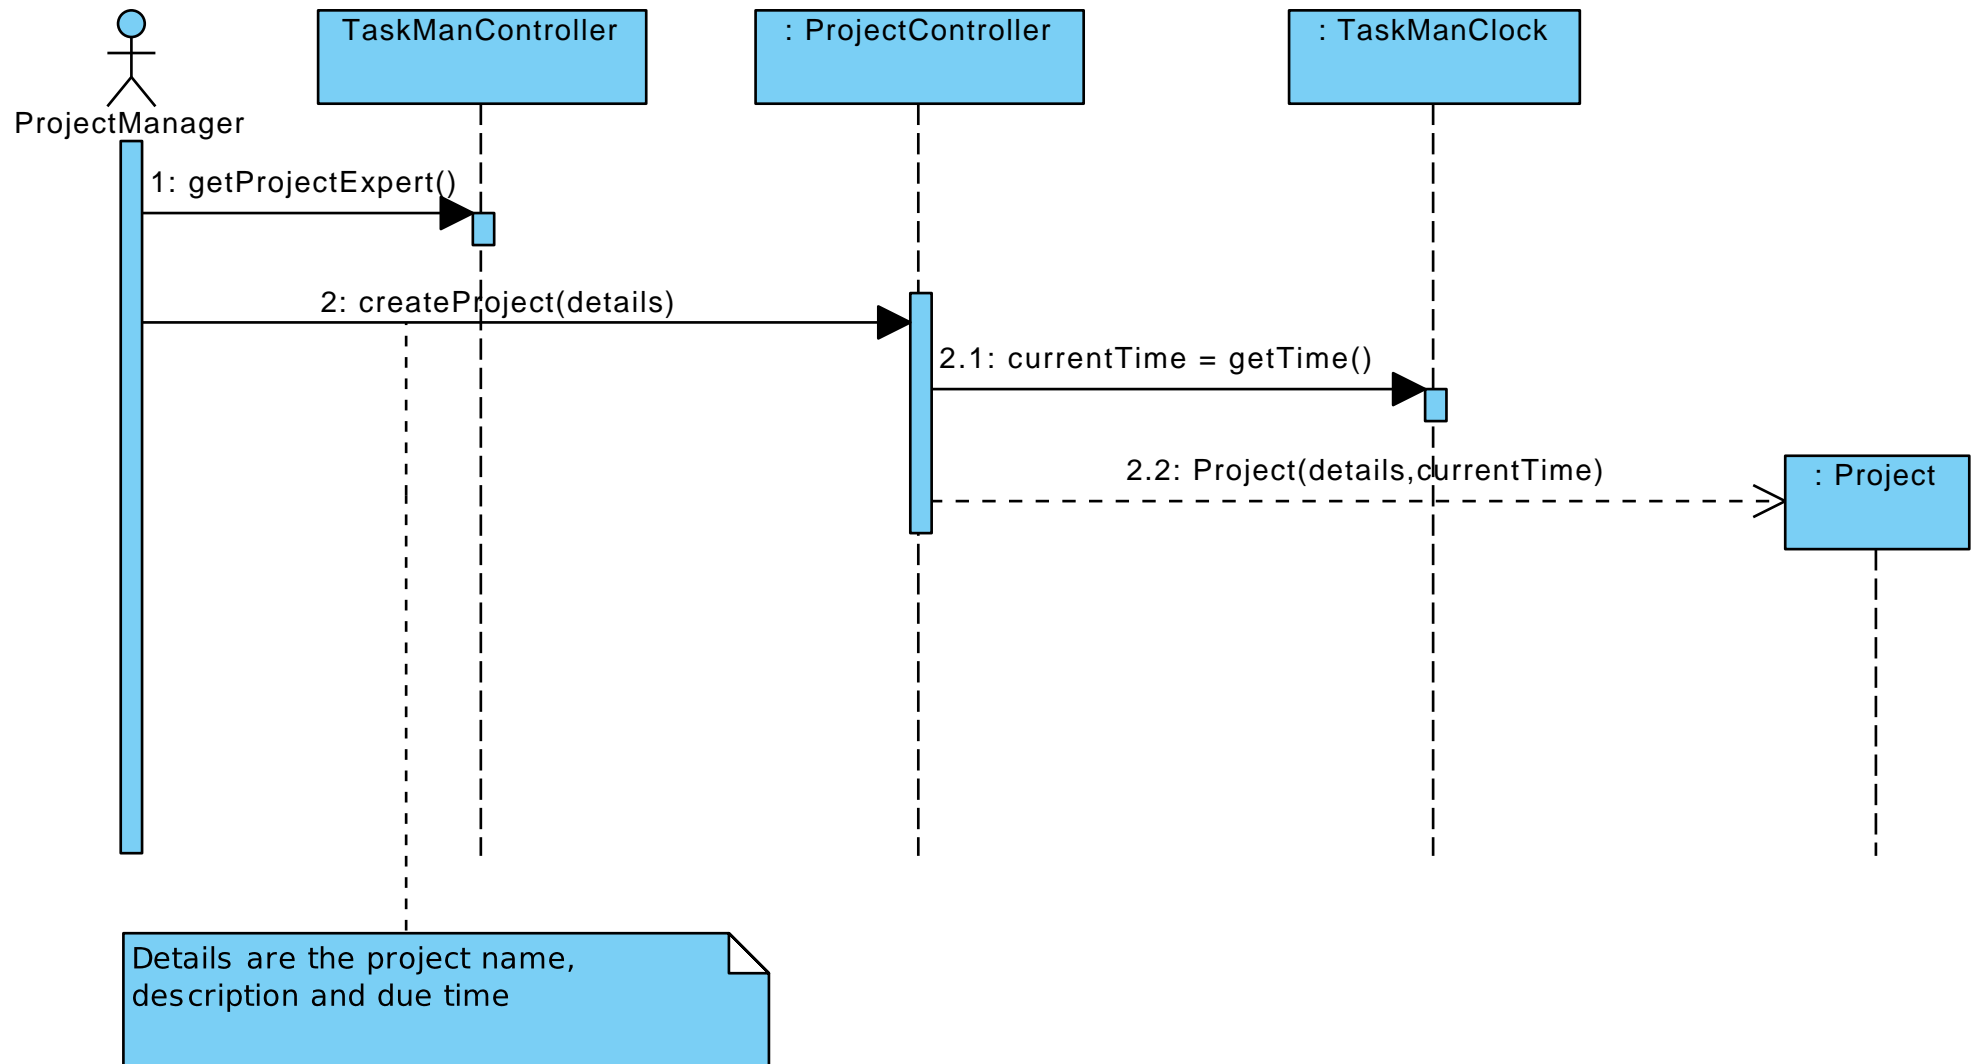 TaskManController
: ProjectController
: TaskManClock
ProjectManager
1: getProjectExpert()
2: createProject(details)
2.1: currentTime = getTime()
2.2: Project(details,currentTime)
: Project
Details are the project name,
description and due time